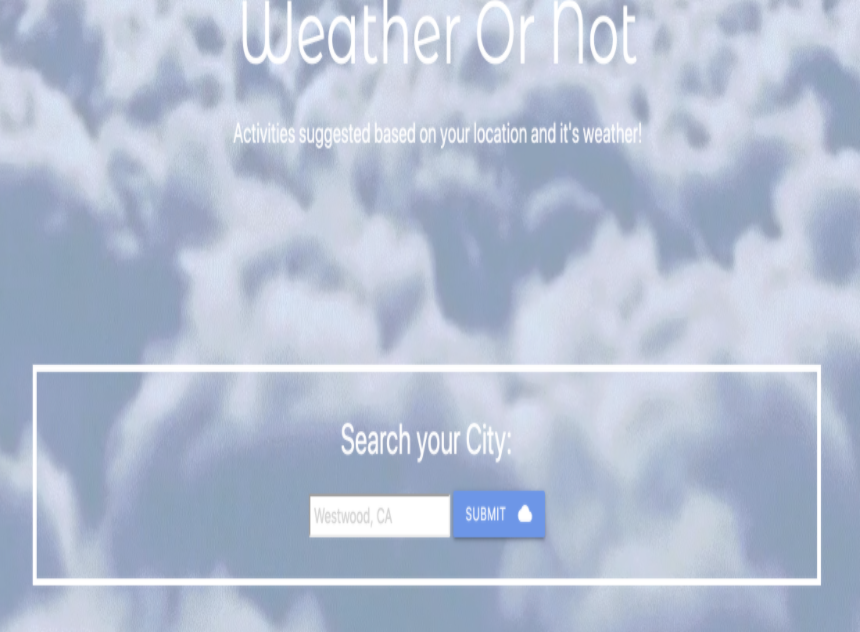 Weather Or Not
Activities suggested based on your location and it's weather!
Search your City:
Westwood, CA
SUBMIT